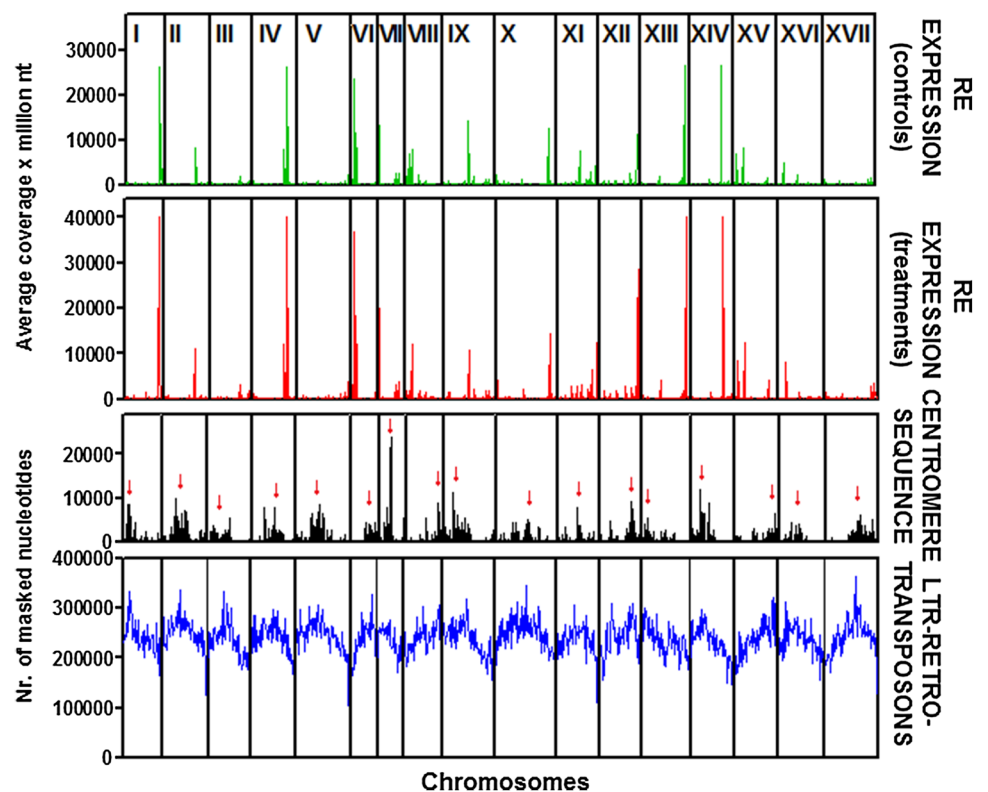 I II III IV V VI VII VIII IX X XI XII XIII XIV XV XVI XVII
30000
20000
10000
0
RE
EXPRESSION
(controls)
40000
30000
20000
10000
0
RE
EXPRESSION
(treatments)
Average coverage x million nt
20000
10000
0
CENTROMERE
SEQUENCE
400000
300000
200000
100000
0
LTR-RETRO-
TRANSPOSONS
Nr. of masked nucleotides
Chromosomes